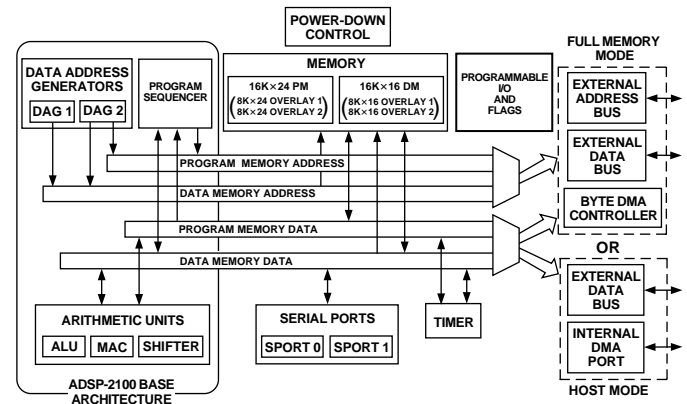 POWER-DOWN
CONTROL
FULL MEMORY
MODE
DATA ADDRESS
GENERATORS
DAG 1
DAG 2
PROGRAM
SEQUENCER
MEMORY
16K×24 PM
(8K×24 OVERLAY 1
8K×24 OVERLAY 2)
16K×16 DM
(8K×16 OVERLAY 1
8K×16 OVERLAY 2)
PROGRAMMABLE
I/O
AND
FLAGS
EXTERNAL
ADDRESS
BUS
EXTERNAL
DATA
BUS
BYTE DMA
CONTROLLER
OR
PROGRAM MEMORY ADDRESS
DATA MEMORY ADDRESS
PROGRAM MEMORY DATA
DATA MEMORY DATA
EXTERNAL
DATA
BUS
INTERNAL
DMA
PORT
HOST MODE
ARITHMETIC UNITS
ALU
MAC
SHIFTER
SERIAL PORTS
SPORT 0
SPORT 1
TIMER
ADSP-2100 BASE
ARCHITECTURE